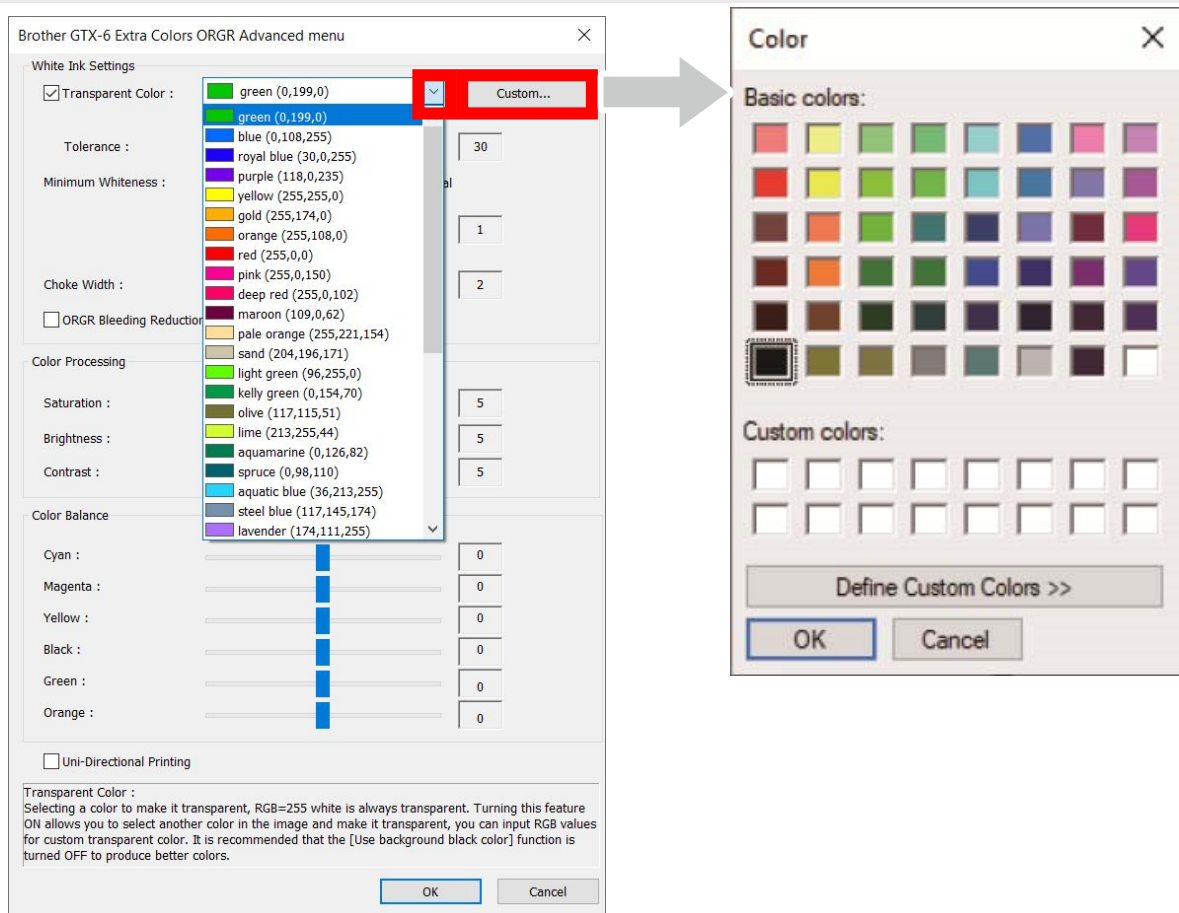 Brother GTX-6 Extra Colors ORGR Advanced menu
White Ink Settings
Transparent Color :
green (0,199,0)
Custom...
green (0,199,0)
blue (0,108,255)
royal blue (30,0,255)
purple (118,0,235)
yellow (255,255,0)
gold (255,174,0)
orange (255,108,0)
red (255,0,0)
pink (255,0,150)
deep red (255,0,102)
maroon (109,0,62)
pale orange (255,221,154)
sand (204,196,171)
light green (96,255,0)
kelly green (0,154,70)
olive (117,115,51)
lime (213,255,44)
aquamarine (0,126,82)
spruce (0,98,110)
aquatic blue (36,213,255)
steel blue (117,145,174)
lavender (174,111,255)
Tolerance :
30
Minimum Whiteness :
al
1
Choke Width :
2
ORGR Bleeding Reduction
Color Processing
Saturation :
5
Brightness :
5
Contrast :
5
Color Balance
Cyan :
0
Magenta :
0
Yellow :
0
Black :
0
Green :
0
Orange :
0
Uni-Directional Printing
Transparent Color :
Selecting a color to make it transparent, RGB=255 white is always transparent. Turning this feature
ON allows you to select another color in the image and make it transparent, you can input RGB values
for custom transparent color. It is recommended that the [Use background black color] function is
turned OFF to produce better colors.
OK
Cancel
Color
Basic colors:
Custom colors:
Define Custom Colors >>
OK
Cancel